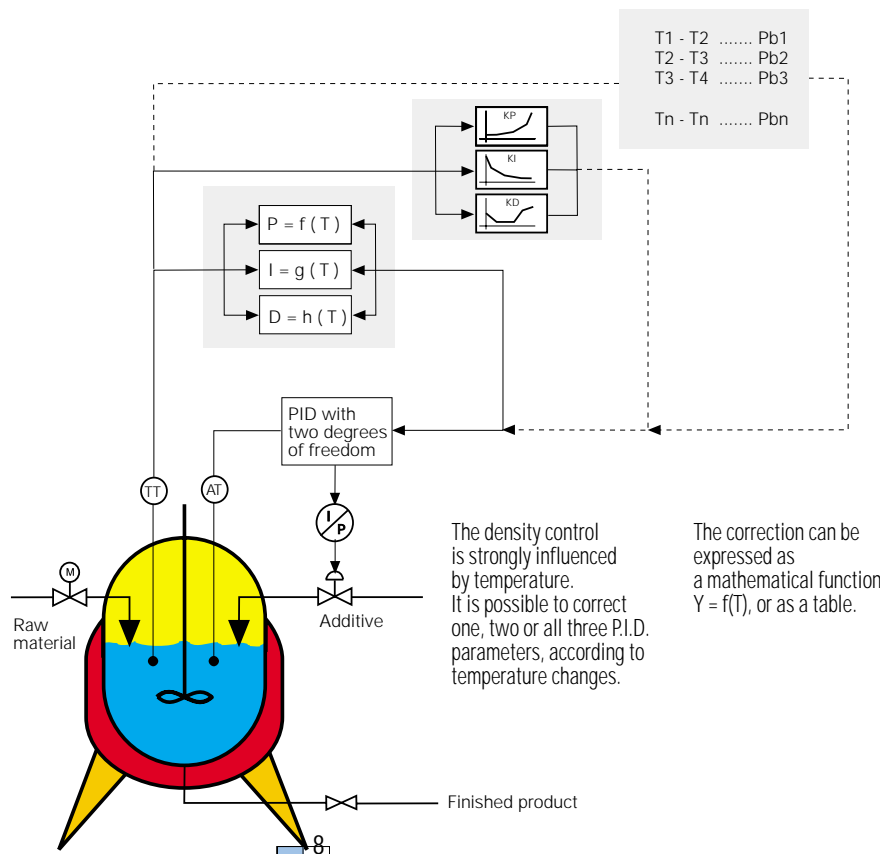 T1 - T2 ....... Pb1
T2 - T3 ....... Pb2
T3 - T4 ....... Pb3
Tn - Tn ....... Pbn
KP
KI
KD
P = f ( T )
I = g ( T )
D = h ( T )
PID with
two degrees
of freedom
TT
AT
I/P
M
Raw
material
Additive
The density control
is strongly influenced
by temperature.
It is possible to correct
one, two or all three P.I.D.
parameters, according to
temperature changes.
The correction can be
expressed as
a mathematical function
Y = f(T), or as a table.
Finished product
8